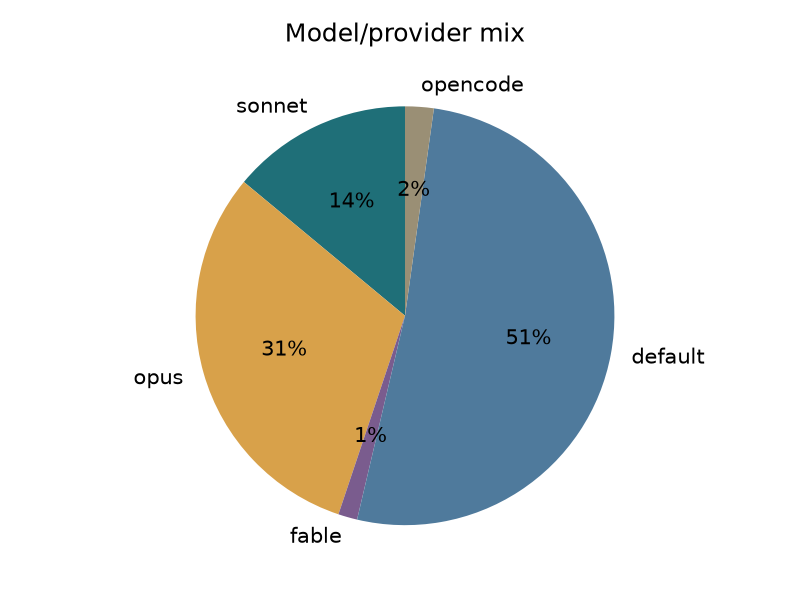 Model/provider mix
opencode
sonnet
2%
14%
51%
31%
default
opus
1%
fable